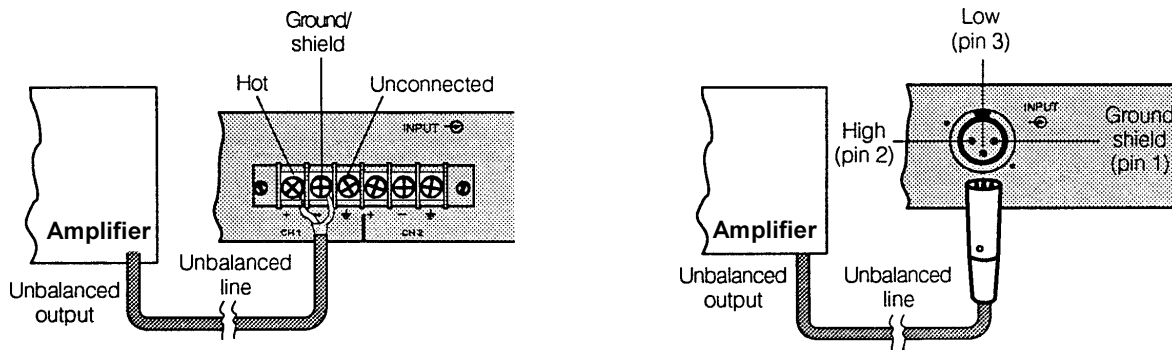 Ground/
shield
Hot
Unconnected
INPUT
+ − ⏚ + − ⏚
CH 1
CH 2
Amplifier
Unbalanced
output
Unbalanced
line
Low
(pin 3)
INPUT
High
(pin 2)
Ground
shield
(pin 1)
Amplifier
Unbalanced
output
Unbalanced
line